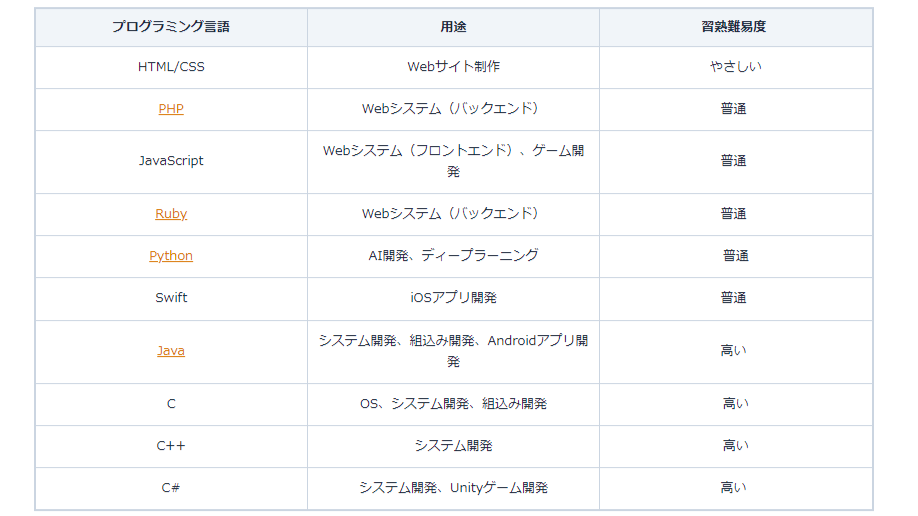 プログラミング言語 用途 習熟難易度
HTML/CSS Webサイト制作 やさしい
PHP Webシステム（バックエンド） 普通
JavaScript Webシステム（フロントエンド）、ゲーム開
発 普通
Ruby Webシステム（バックエンド） 普通
Python AI開発、ディープラーニング 普通
Swift iOSアプリ開発 普通
Java システム開発、組込み開発、Androidアプリ開
発 高い
C OS、システム開発、組込み開発 高い
C++ システム開発 高い
C# システム開発、Unityゲーム開発 高い